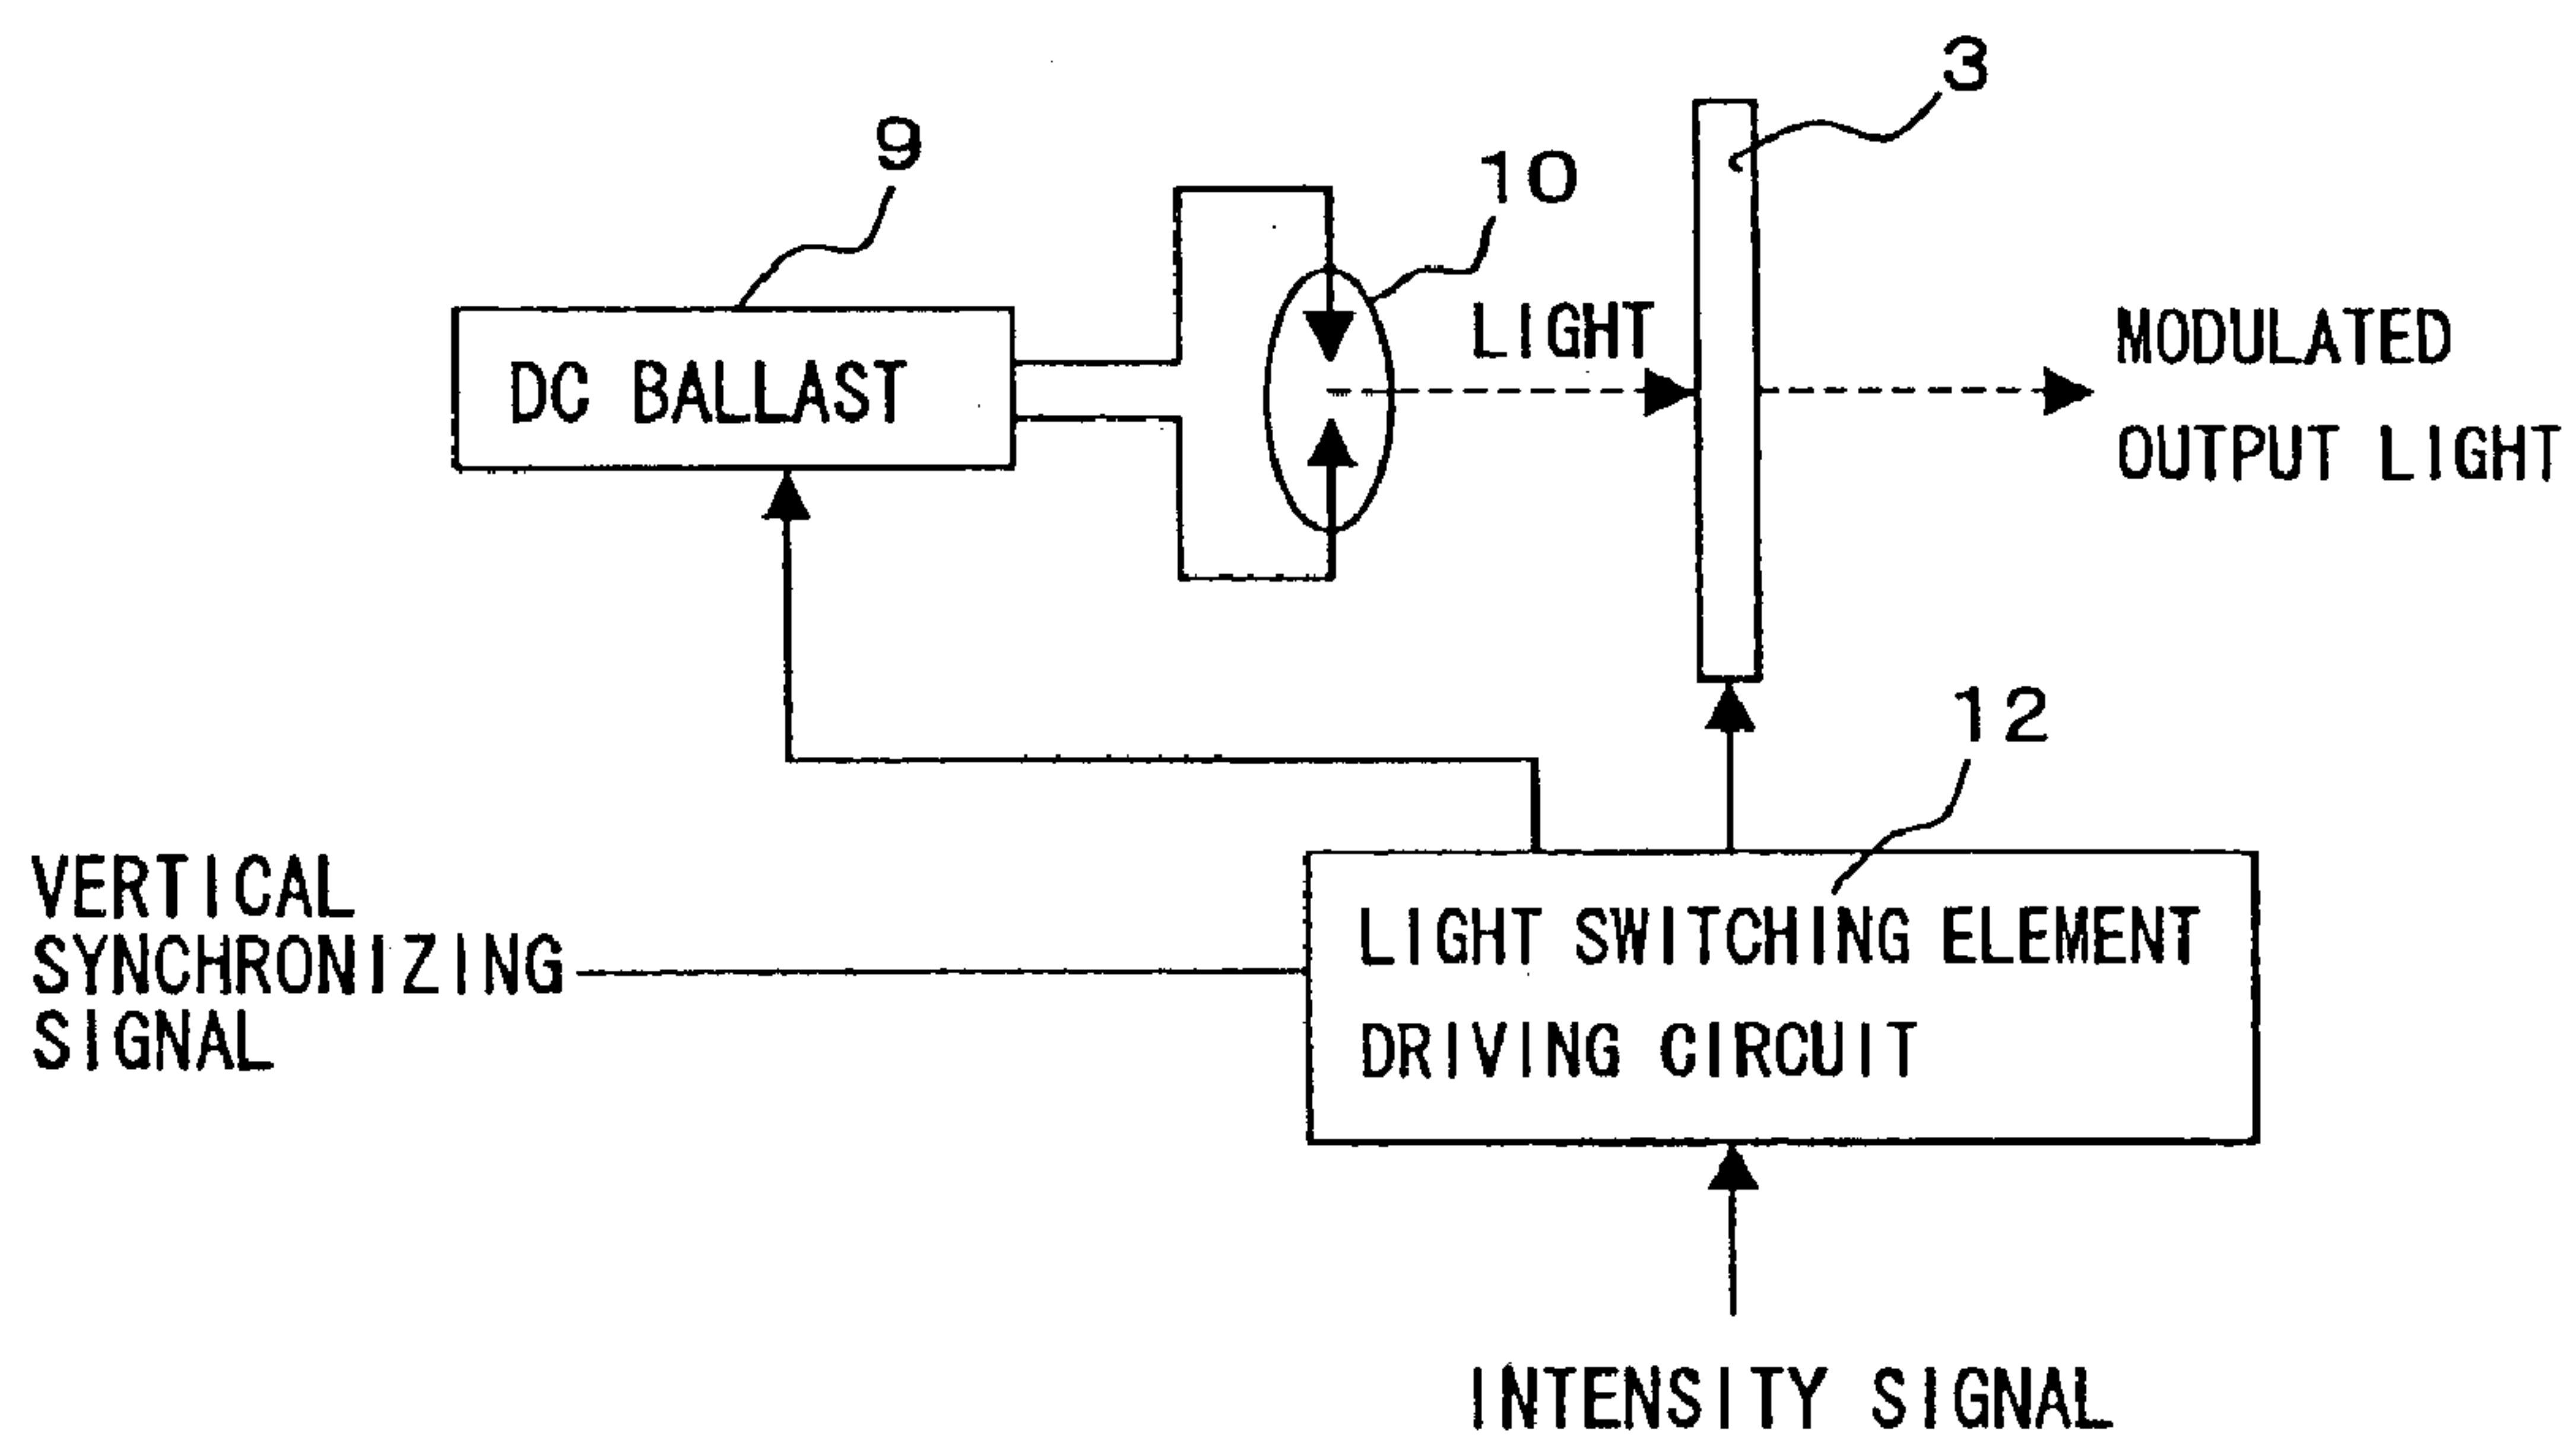 3
9
10
LIGHT
DC BALLAST
MODULATED
OUTPUT LIGHT
12
VERTICAL
SYNCHRONIZING
SIGNAL
LIGHT SWITCHING ELEMENT
DRIVING CIRCUIT
INTENSITY SIGNAL